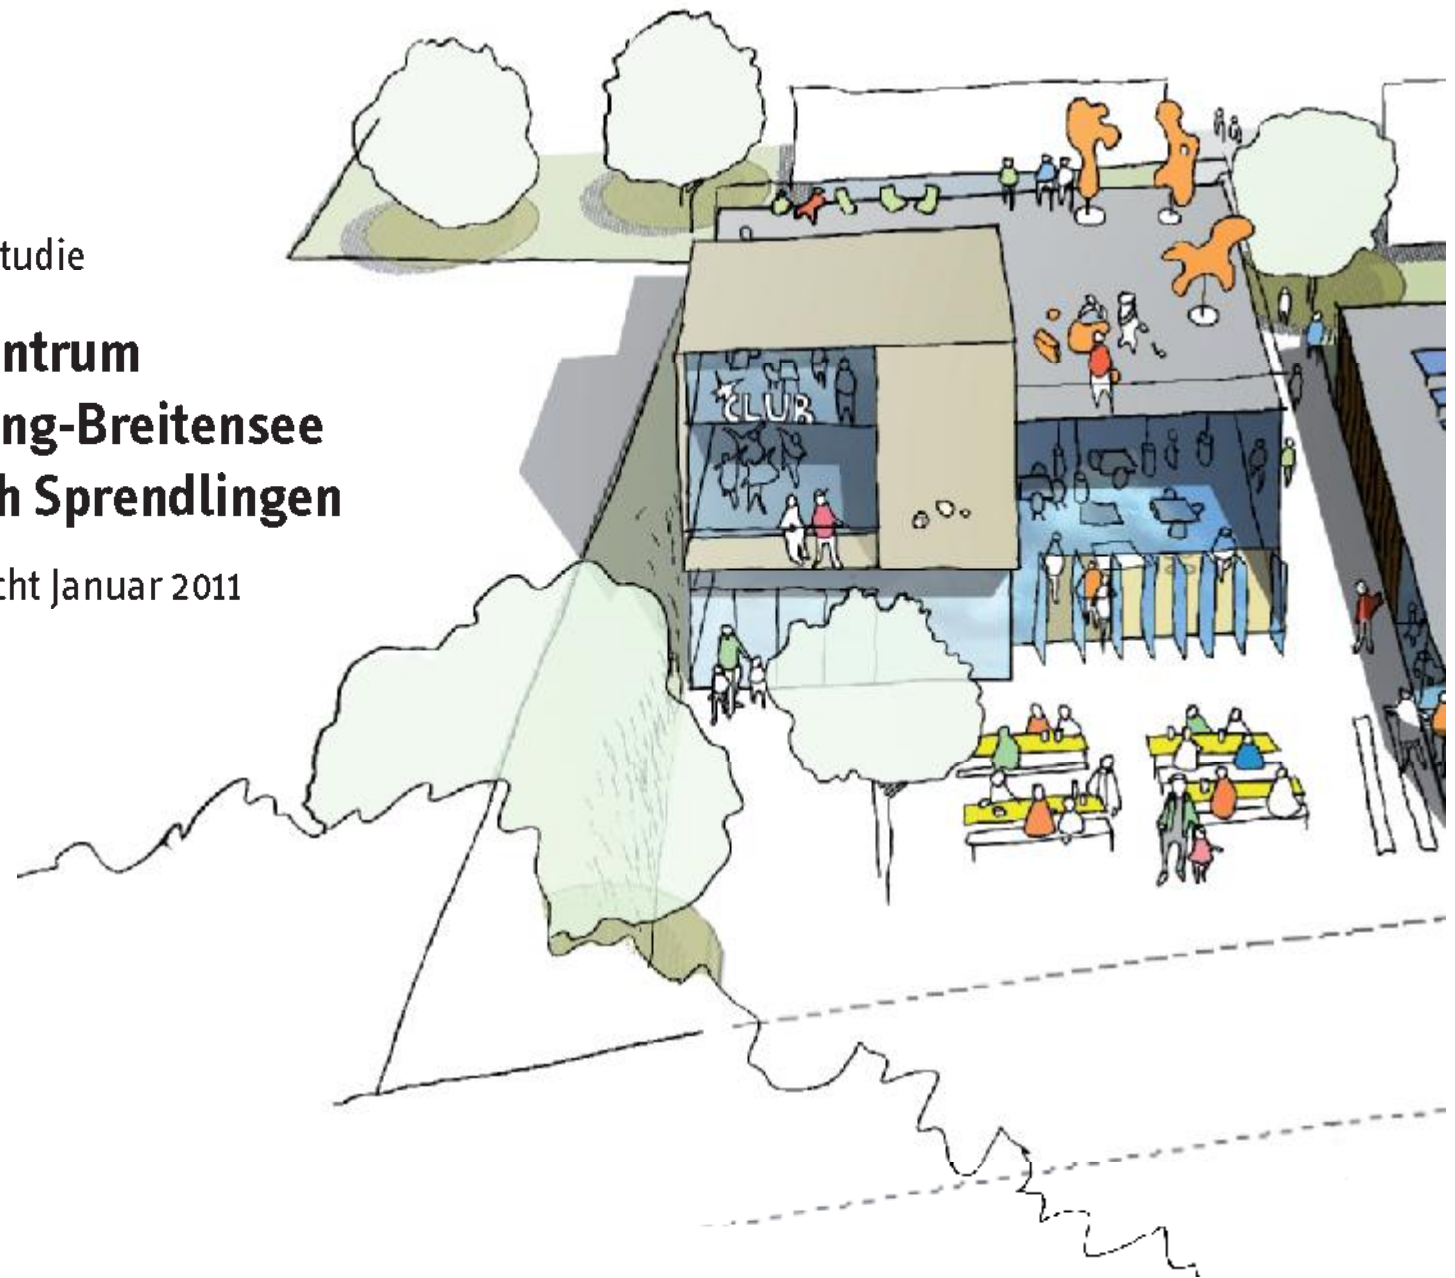 tudie
ntrum
ng-Breitensee
h Sprendlingen
cht Januar 2011
CLUB